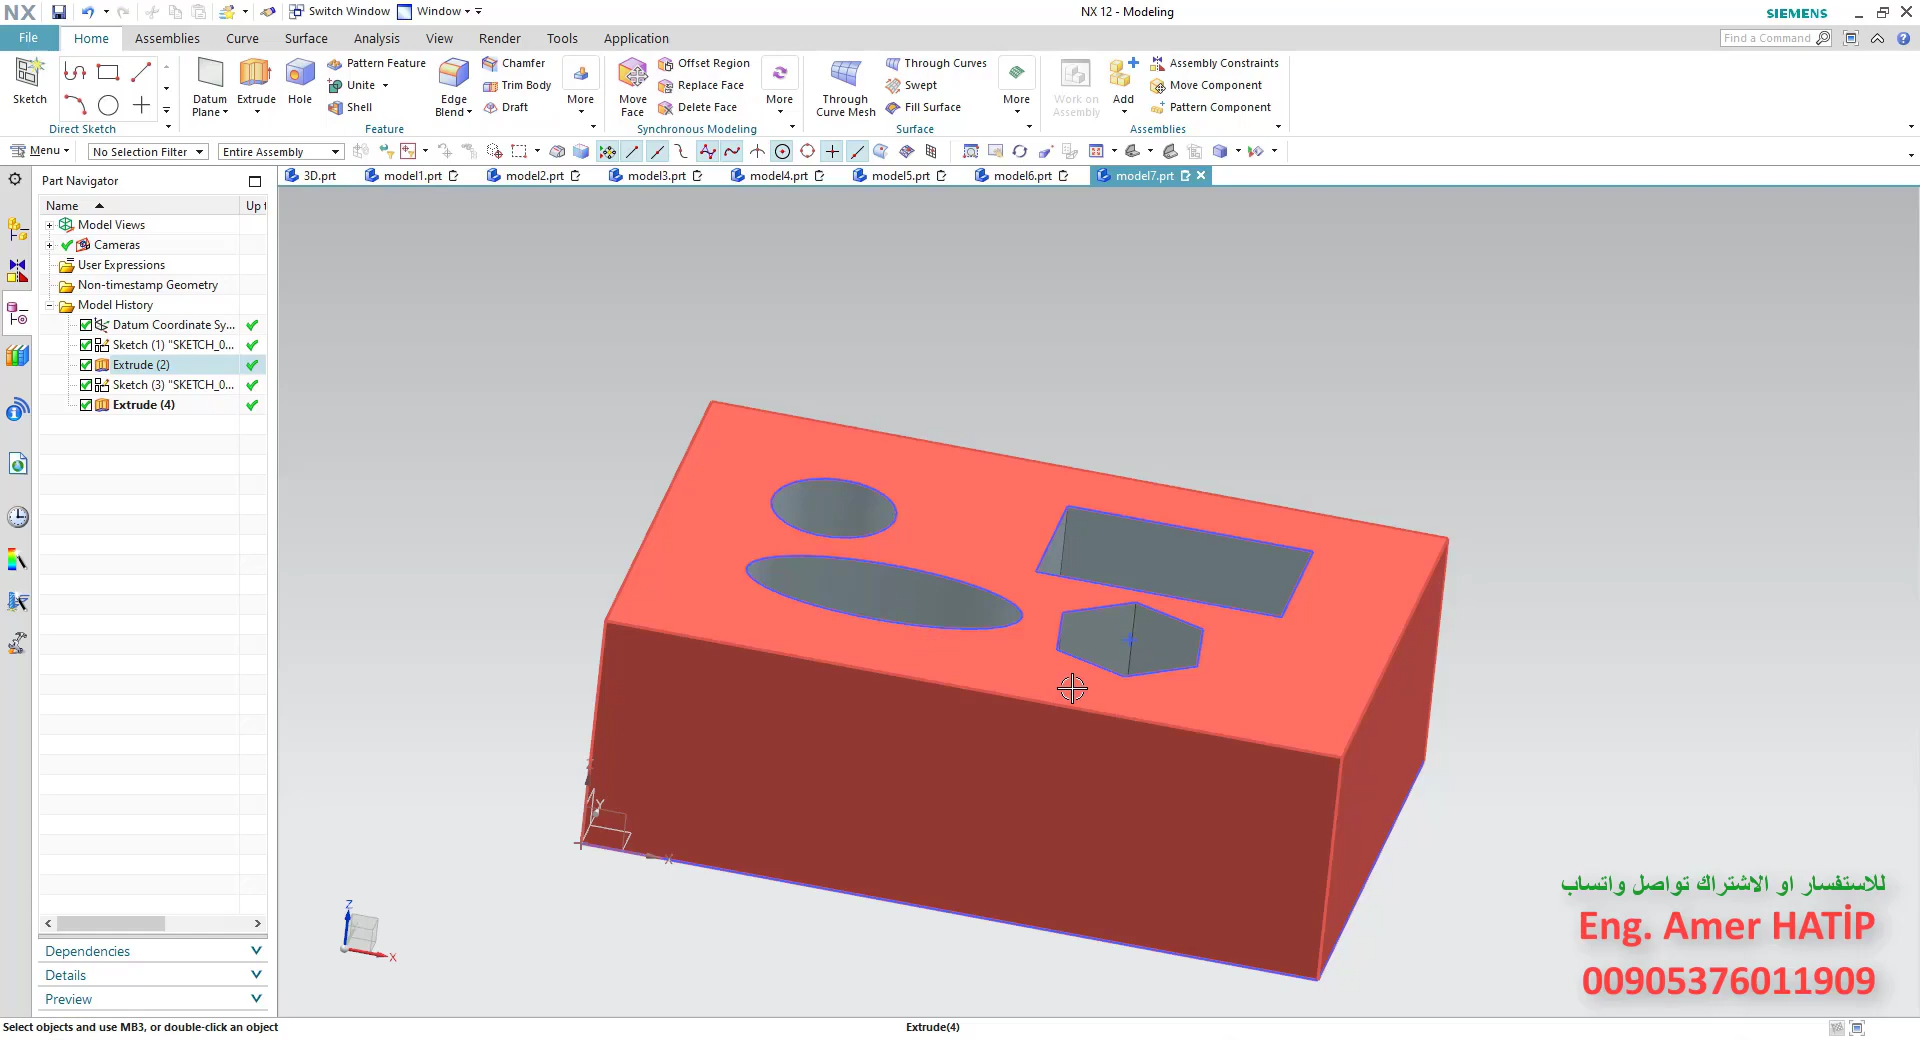 NX Switch Window Window NX 12 - Modeling SIEMENS
File Home Assemblies Curve Surface Analysis View Render Tools Application Find a Command
Sketch
Direct Sketch
Datum Plane
Extrude
Hole
Pattern Feature
Unite
Shell
Edge Blend
Chamfer
Trim Body
Draft
More
Feature
Move Face
Offset Region
Replace Face
Delete Face
More
Synchronous Modeling
Through Curve Mesh
Through Curves
Swept
Fill Surface
More
Surface
Work on Assembly
Add
Assembly Constraints
Move Component
Pattern Component
Assemblies
Menu No Selection Filter Entire Assembly
Part Navigator
3D.prt model1.prt model2.prt model3.prt model4.prt model5.prt model6.prt model7.prt
Name Up t
Model Views
Cameras
User Expressions
Non-timestamp Geometry
Model History
Datum Coordinate Sy...
Sketch (1) "SKETCH_0...
Extrude (2)
Sketch (3) "SKETCH_0...
Extrude (4)
Dependencies
Details
Preview
Z
Y
X
Z
X
للاستفسار او الاشتراك تواصل واتساب
Eng. Amer HATİP
00905376011909
Select objects and use MB3, or double-click an object Extrude(4)